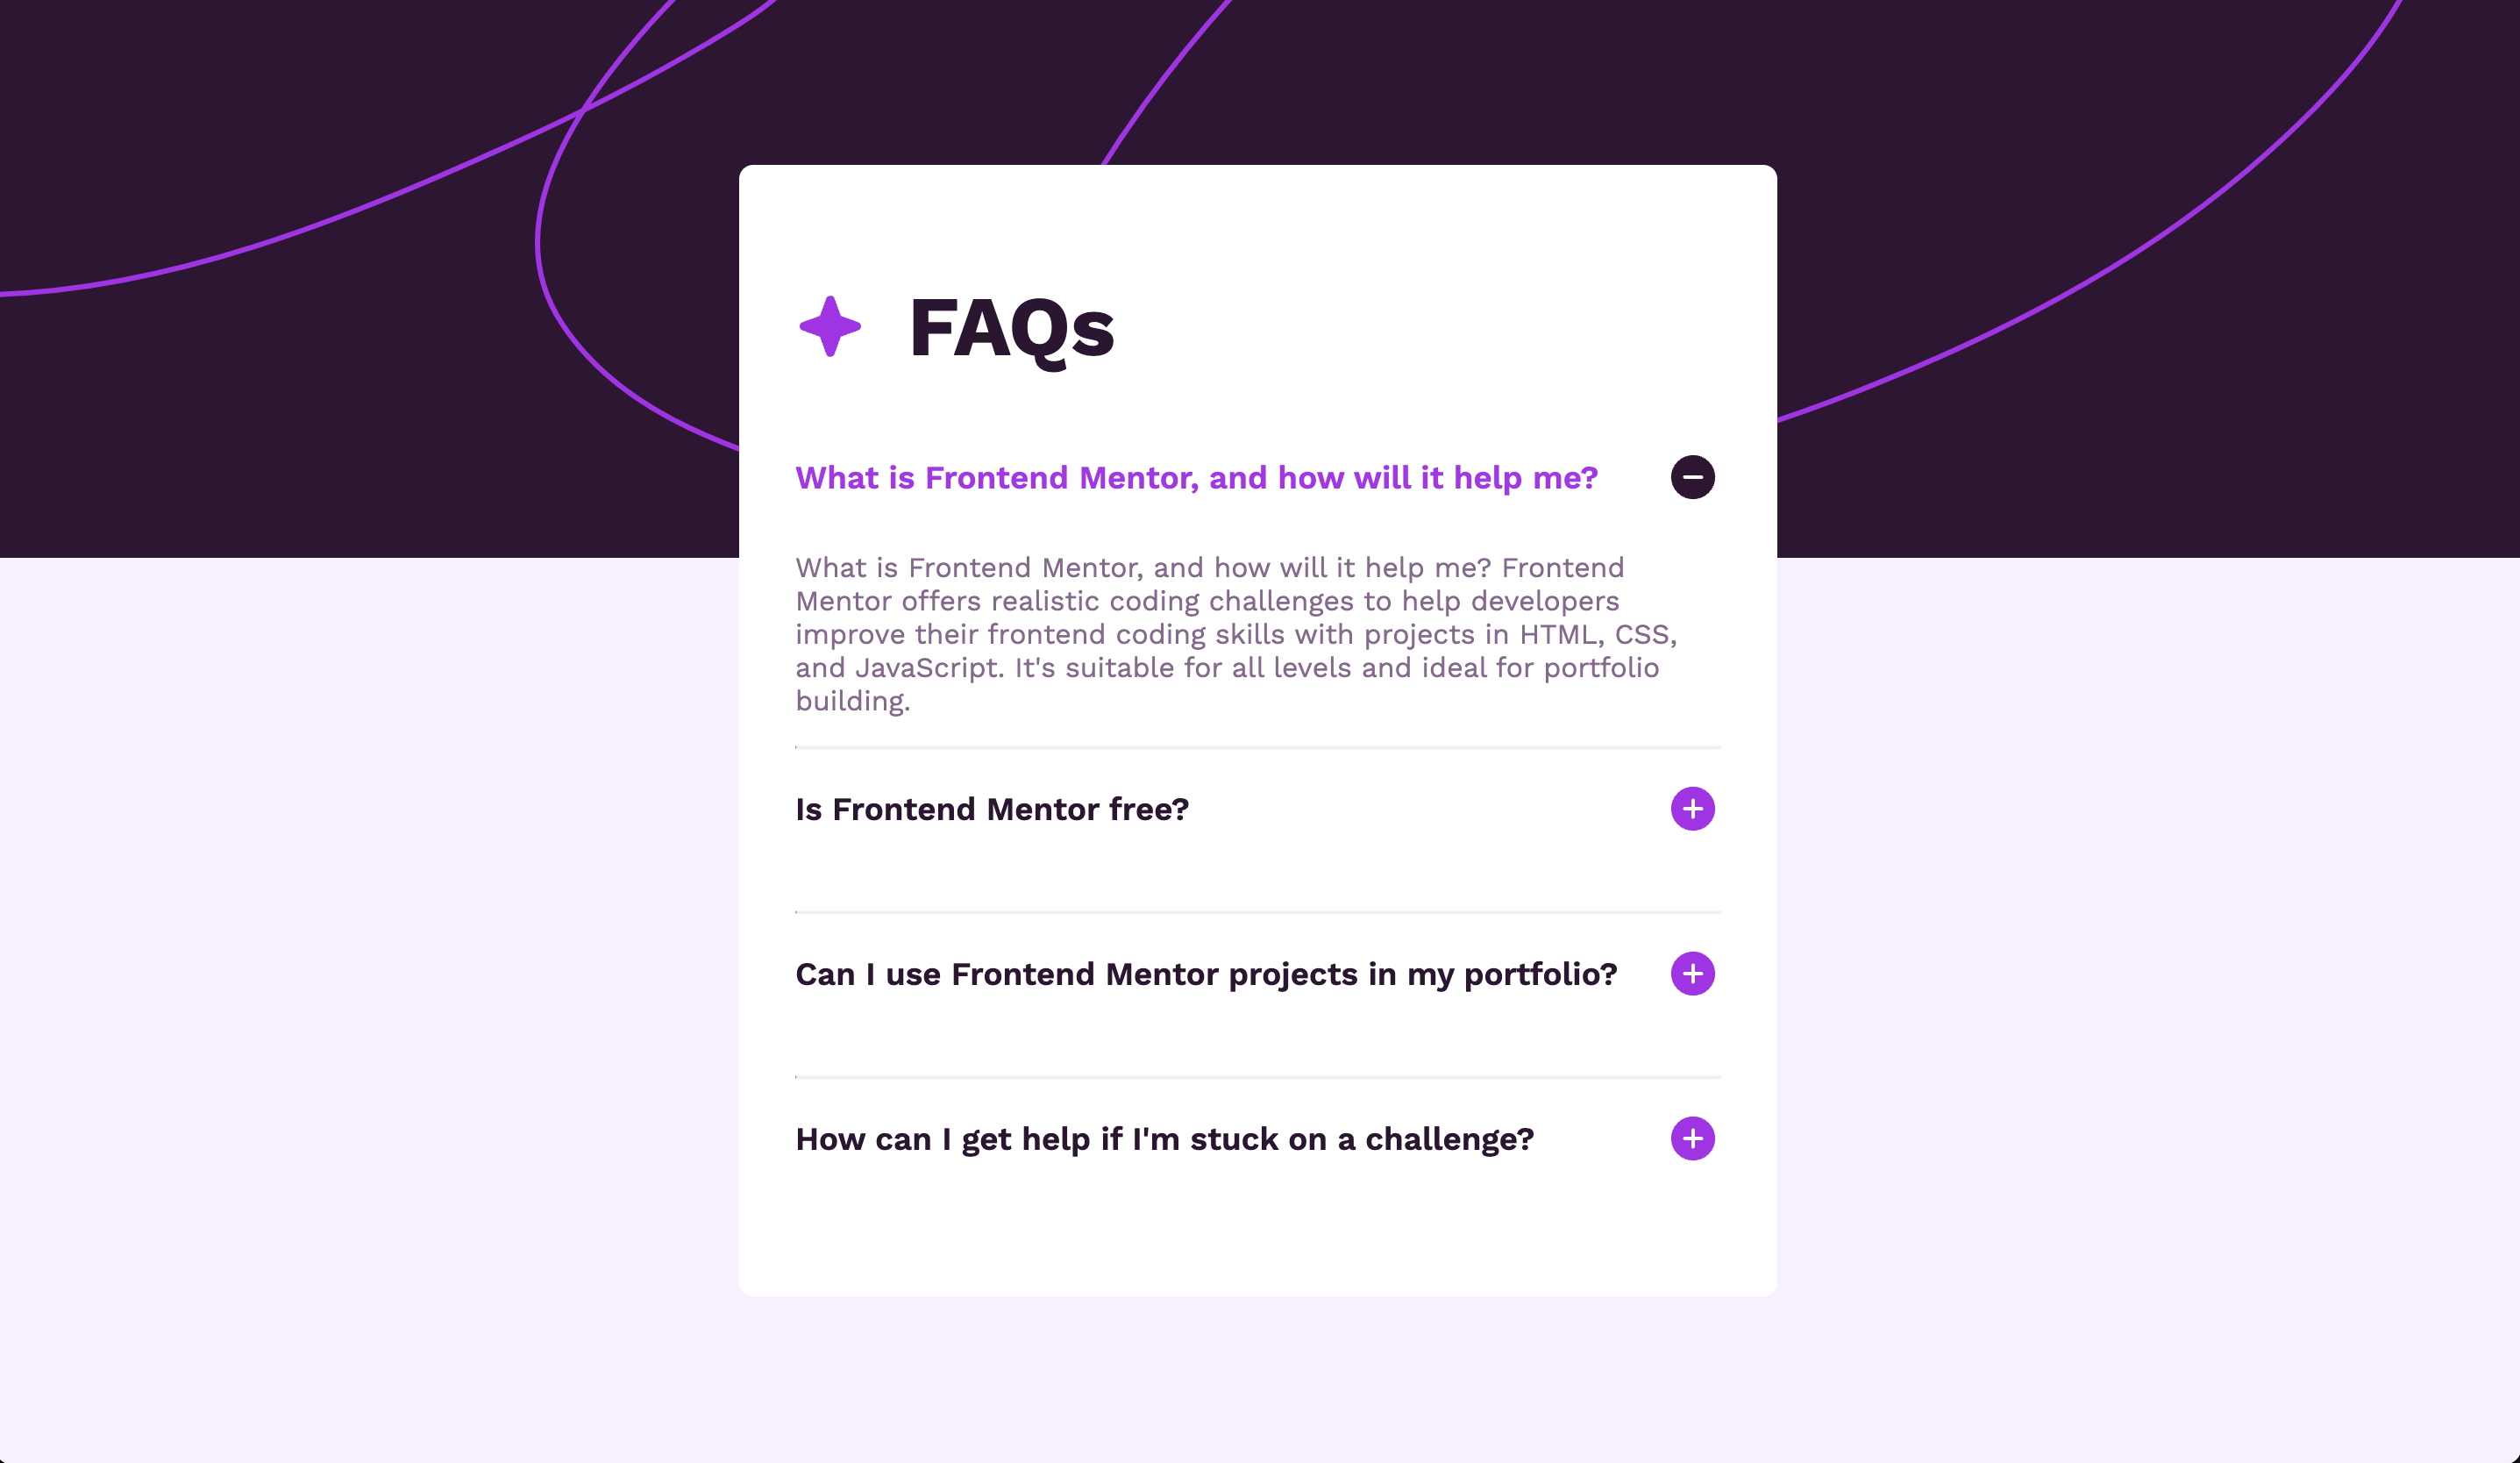 FAQs
What is Frontend Mentor, and how will it help me?
What is Frontend Mentor, and how will it help me? Frontend
Mentor offers realistic coding challenges to help developers
improve their frontend coding skills with projects in HTML, CSS,
and JavaScript. It's suitable for all levels and ideal for portfolio
building.
Is Frontend Mentor free?
Can I use Frontend Mentor projects in my portfolio?
How can I get help if I'm stuck on a challenge?